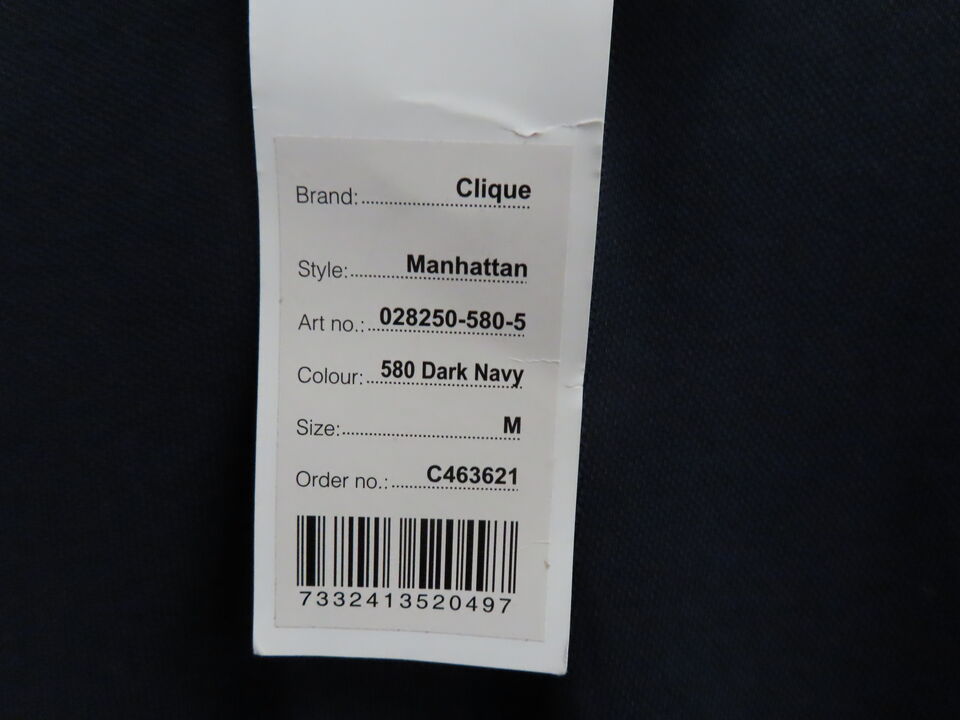 Brand: Clique
Style: Manhattan
Art no.: 028250-580-5
Colour: 580 Dark Navy
Size: M
Order no.: C463621
7332413520497